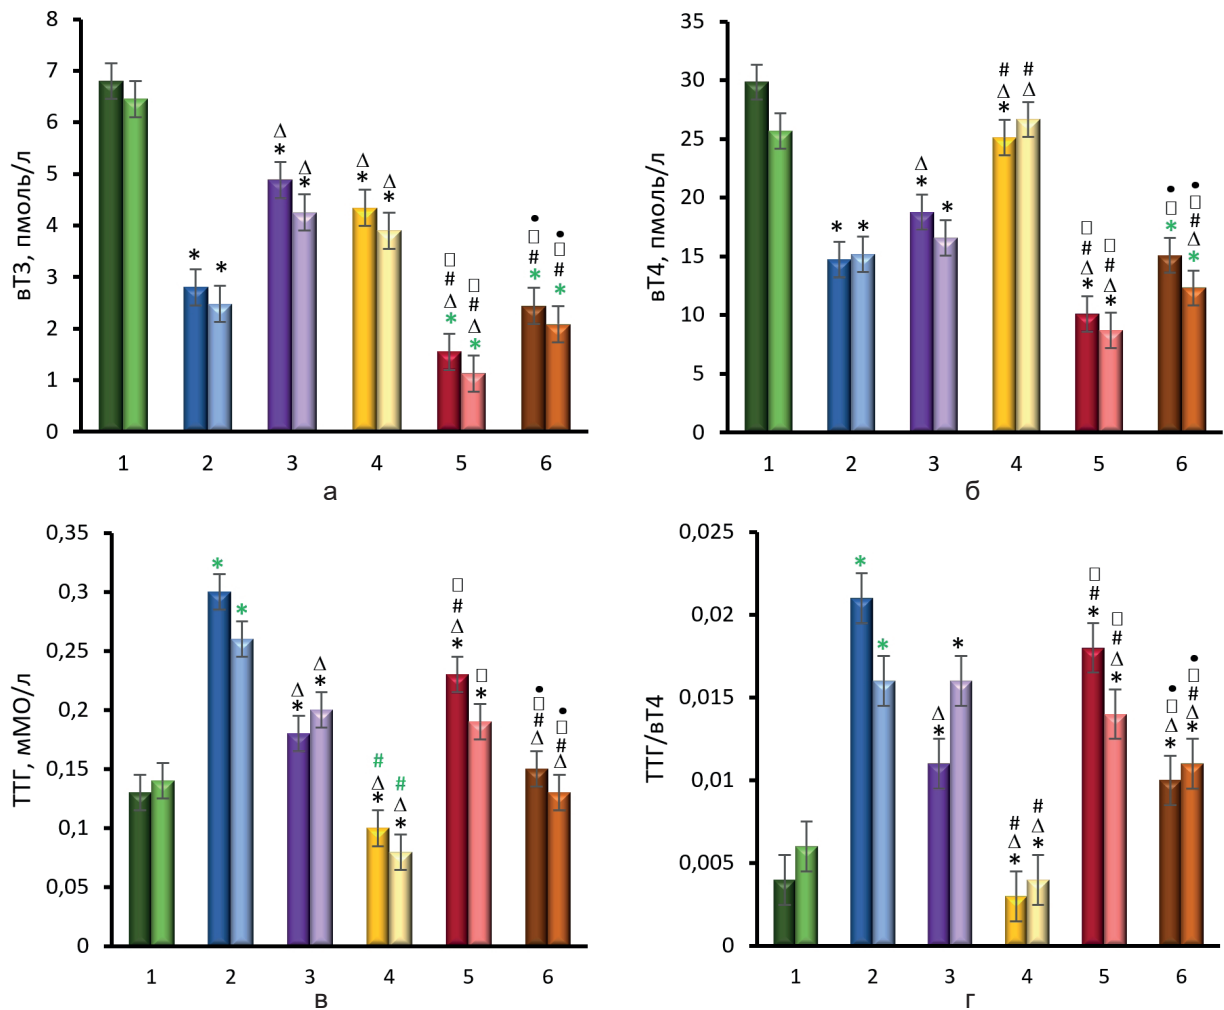 вТ3, пмоль/л
8
7
6
5
4
3
2
1
0
* *
Δ
*
Δ
*
Δ
*
Δ
*
□
#
Δ
*
□
#
Δ
*
•
□
#
*
•
□
#
*
1 2 3 4 5 6
а
вТ4, пмоль/л
35
30
25
20
15
10
5
0
* *
Δ
*
*
#
Δ
*
#
Δ
□
#
Δ
*
□
#
Δ
*
•
□
*
•
□
#
Δ
*
1 2 3 4 5 6
б
ТТГ, мМО/л
0,35
0,3
0,25
0,2
0,15
0,1
0,05
0
*
*
Δ
*
Δ
*
#
Δ
*
#
Δ
*
□
#
Δ
*
□
*
•
□
#
Δ
•
□
#
Δ
1 2 3 4 5 6
в
ТТГ/вТ4
0,025
0,02
0,015
0,01
0,005
0
*
*
Δ
*
*
#
Δ
*
#
Δ
*
□
#
*
□
#
Δ
*
•
□
Δ
*
•
□
#
Δ
*
1 2 3 4 5 6
г